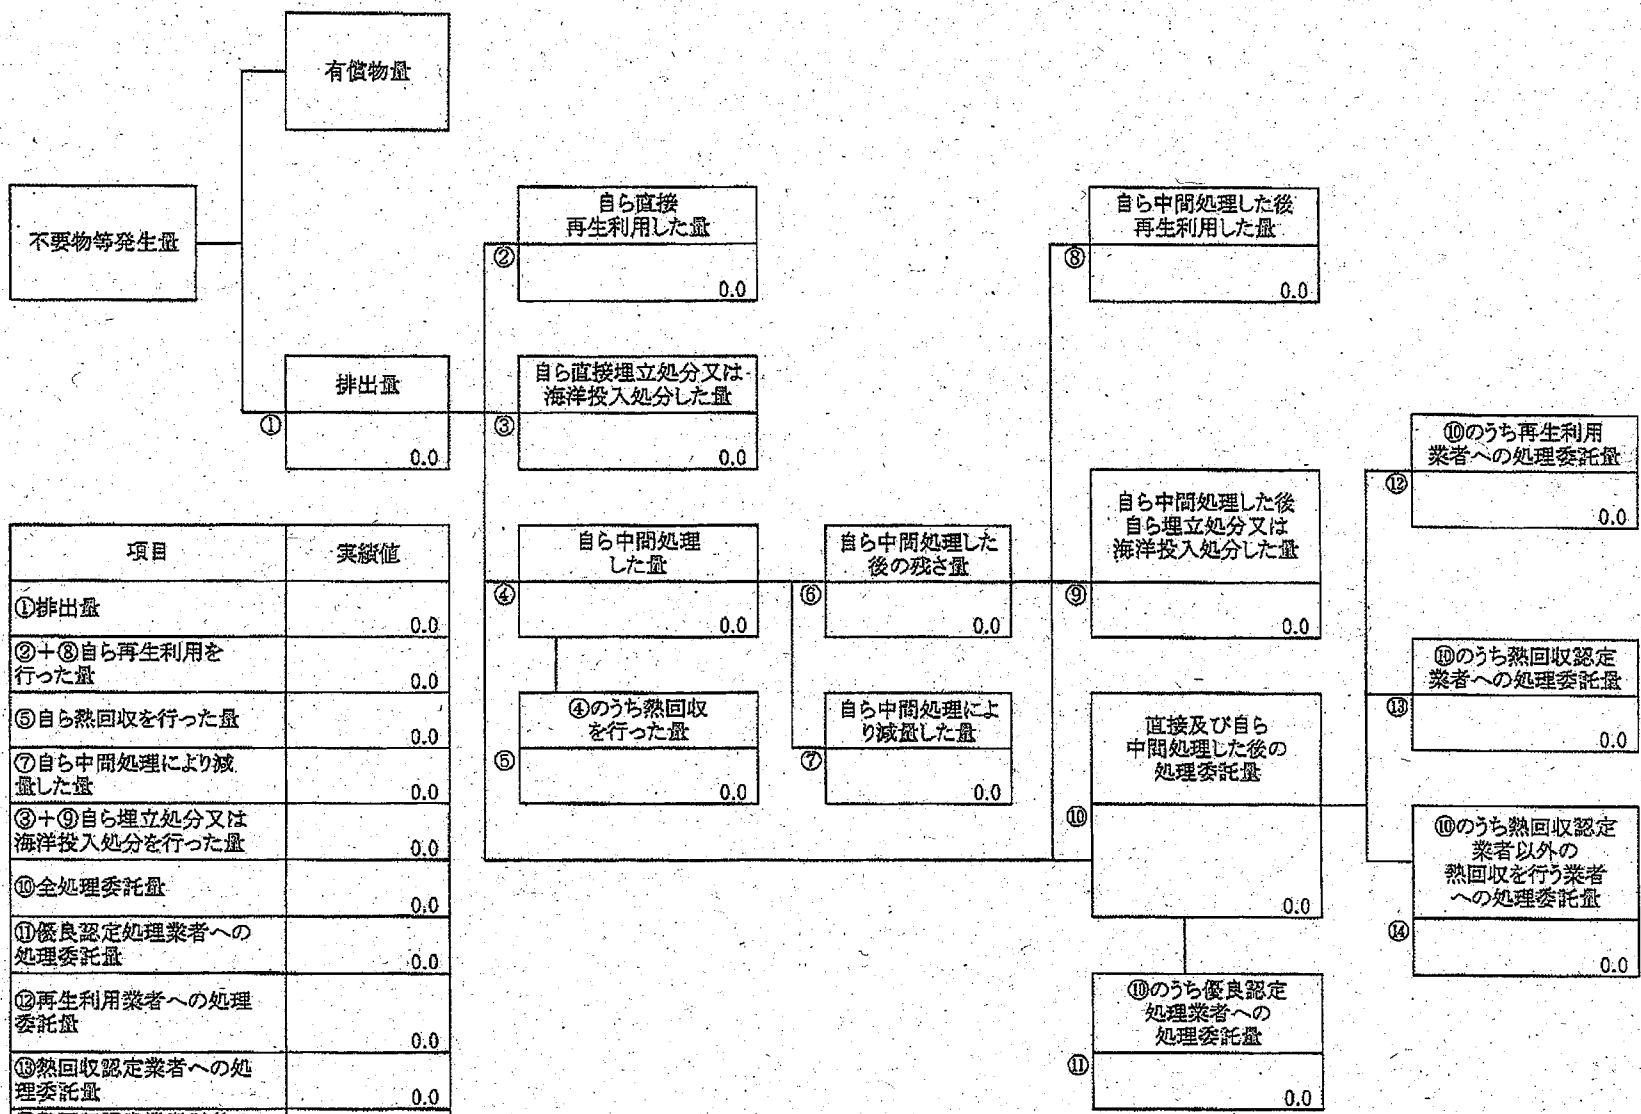 有償物量
不要物等発生量
排出量
①
0.0
自ら直接
再生利用した量
②
0.0
自ら直接埋立処分又は
海洋投入処分した量
③
0.0
自ら中間処理
した量
④
0.0
④のうち熱回収
を行った量
⑤
0.0
自ら中間処理した
後の残さ量
⑥
0.0
自ら中間処理によ
り減量した量
⑦
0.0
自ら中間処理した後
再生利用した量
⑧
0.0
自ら中間処理した後
自ら埋立処分又は
海洋投入処分した量
⑨
0.0
直接及び自ら
中間処理した後の
処理委託量
⑩
0.0
⑩のうち優良認定
処理業者への
処理委託量
⑪
0.0
⑩のうち再生利用
業者への処理委託量
⑫
0.0
⑩のうち熱回収認定
業者への処理委託量
⑬
0.0
⑩のうち熱回収認定
業者以外の
熱回収を行う業者
への処理委託量
⑭
0.0
項目 実績値
①排出量
0.0
②+⑧自ら再生利用を
行った量 0.0
⑤自ら熱回収を行った量
0.0
⑦自ら中間処理により減
量した量 0.0
③+⑨自ら埋立処分又は
海洋投入処分を行った量 0.0
⑩全処理委託量
0.0
⑪優良認定処理業者への
処理委託量 0.0
⑫再生利用業者への処理
委託量
0.0
⑬熱回収認定業者への処
理委託量 0.0